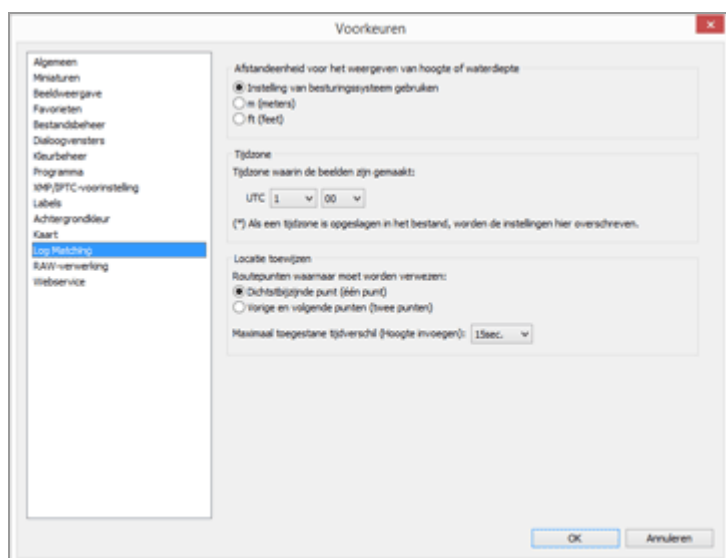 Voorkeuren
Algemeen
Miniaturen
Beeldweergave
Favorieten
Bestandsbeheer
Dialoogvensters
Kleurbeheer
Programma
XMP/IPTC-voorinstelling
Labels
Achtergrondkleur
Kaart
Log Matching
RAW-verwerking
Webservice
Afstandeenheid voor het weergeven van hoogte of waterdiepte
Instelling van besturingssysteem gebruiken
m (meters)
ft (feet)
Tijdzone
Tijdzone waarin de beelden zijn gemaakt:
UTC 1 00
(*) Als een tijdzone is opgeslagen in het bestand, worden de instellingen hier overschreven.
Locatie toewijzen
Routepunten waarnaar moet worden verwezen:
Dichtstbijzijnde punt (één punt)
Vorige en volgende punten (twee punten)
Maximaal toegestane tijdverschil (Hoogte invoegen): 15sec.
OK Annuleren